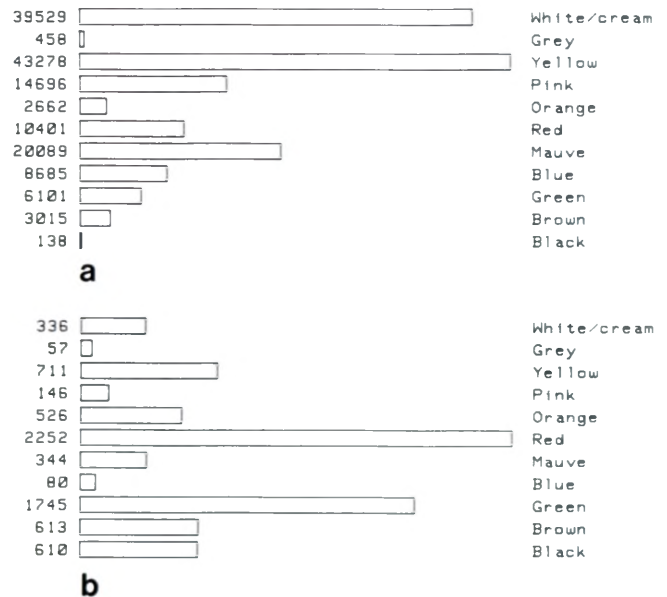 39529 White/cream
458 Grey
43278 Yellow
14696 Pink
2662 Orange
10401 Red
20089 Mauve
8685 Blue
6101 Green
3015 Brown
138 Black
a
336 White/cream
57 Grey
711 Yellow
146 Pink
526 Orange
2252 Red
344 Mauve
80 Blue
1745 Green
613 Brown
610 Black
b